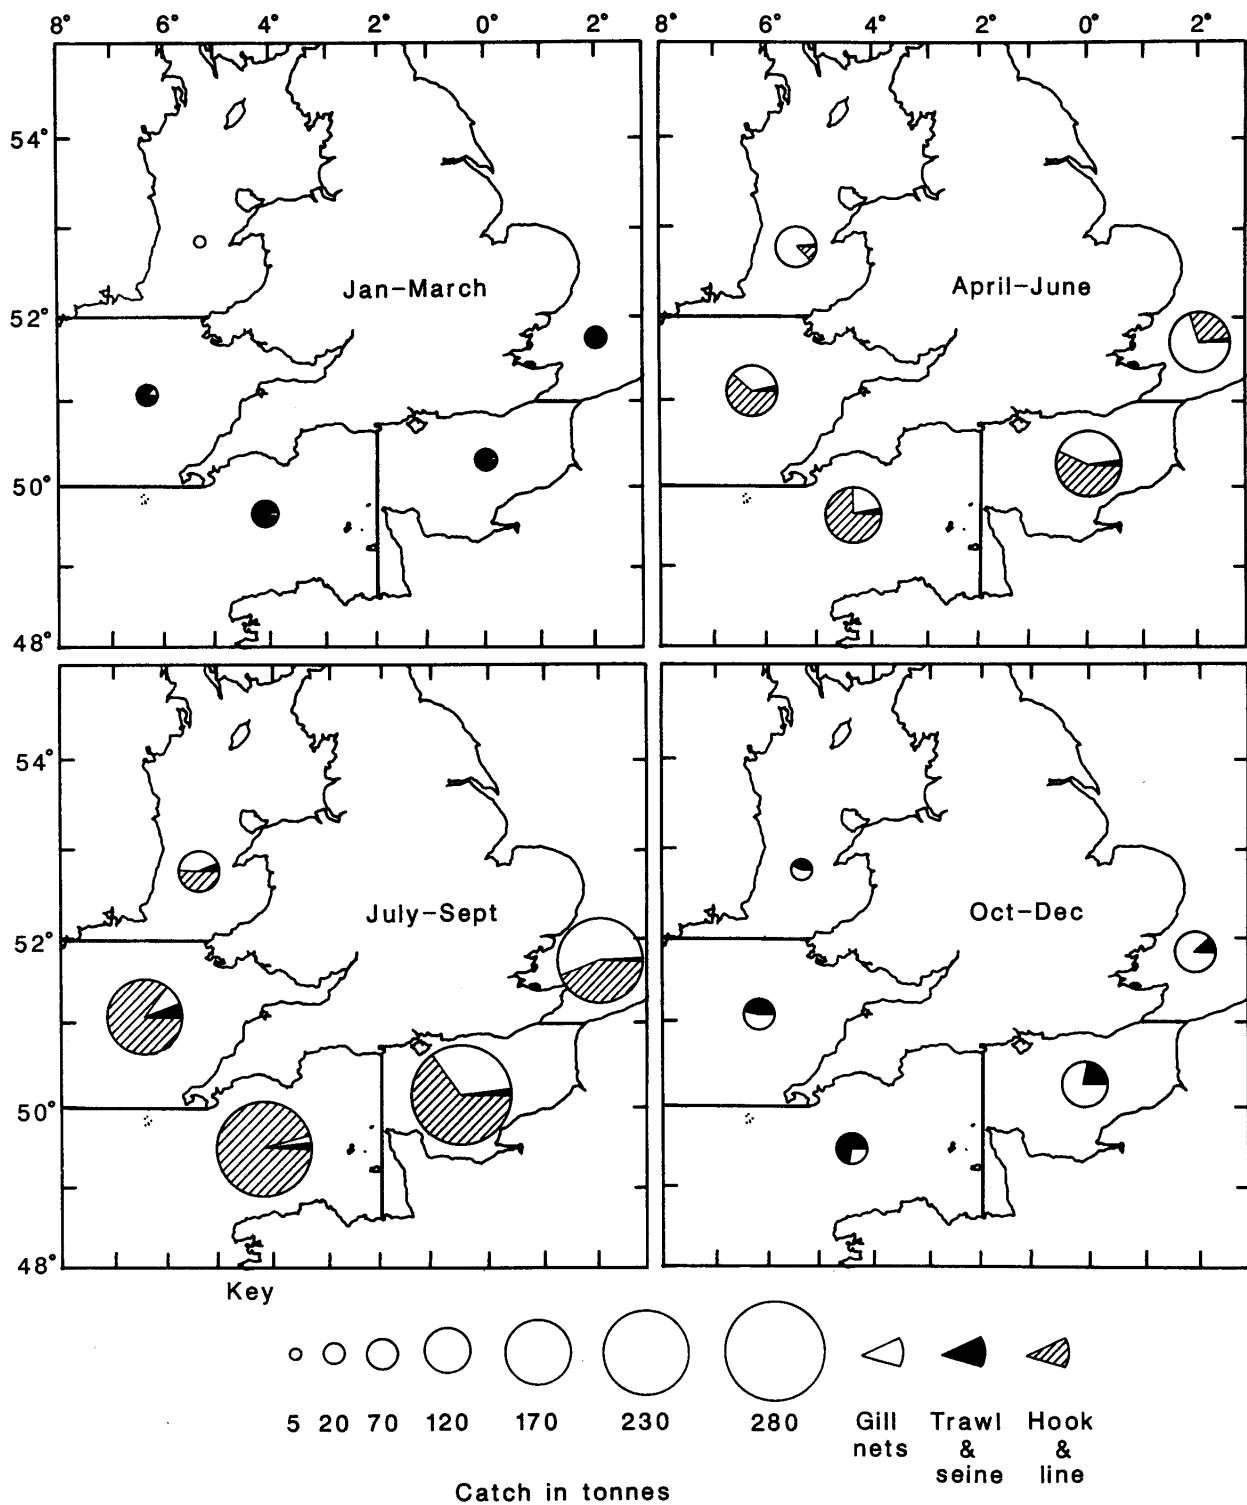 8° 6° 4° 2° 0° 2° 8° 6° 4° 2° 0° 2°
54°
Jan-March
April-June
52°
50°
48°
54°
July-Sept
Oct-Dec
52°
50°
48°
Key
5 20 70 120 170 230 280 Gill Trawl Hook
nets & &
seine line
Catch in tonnes